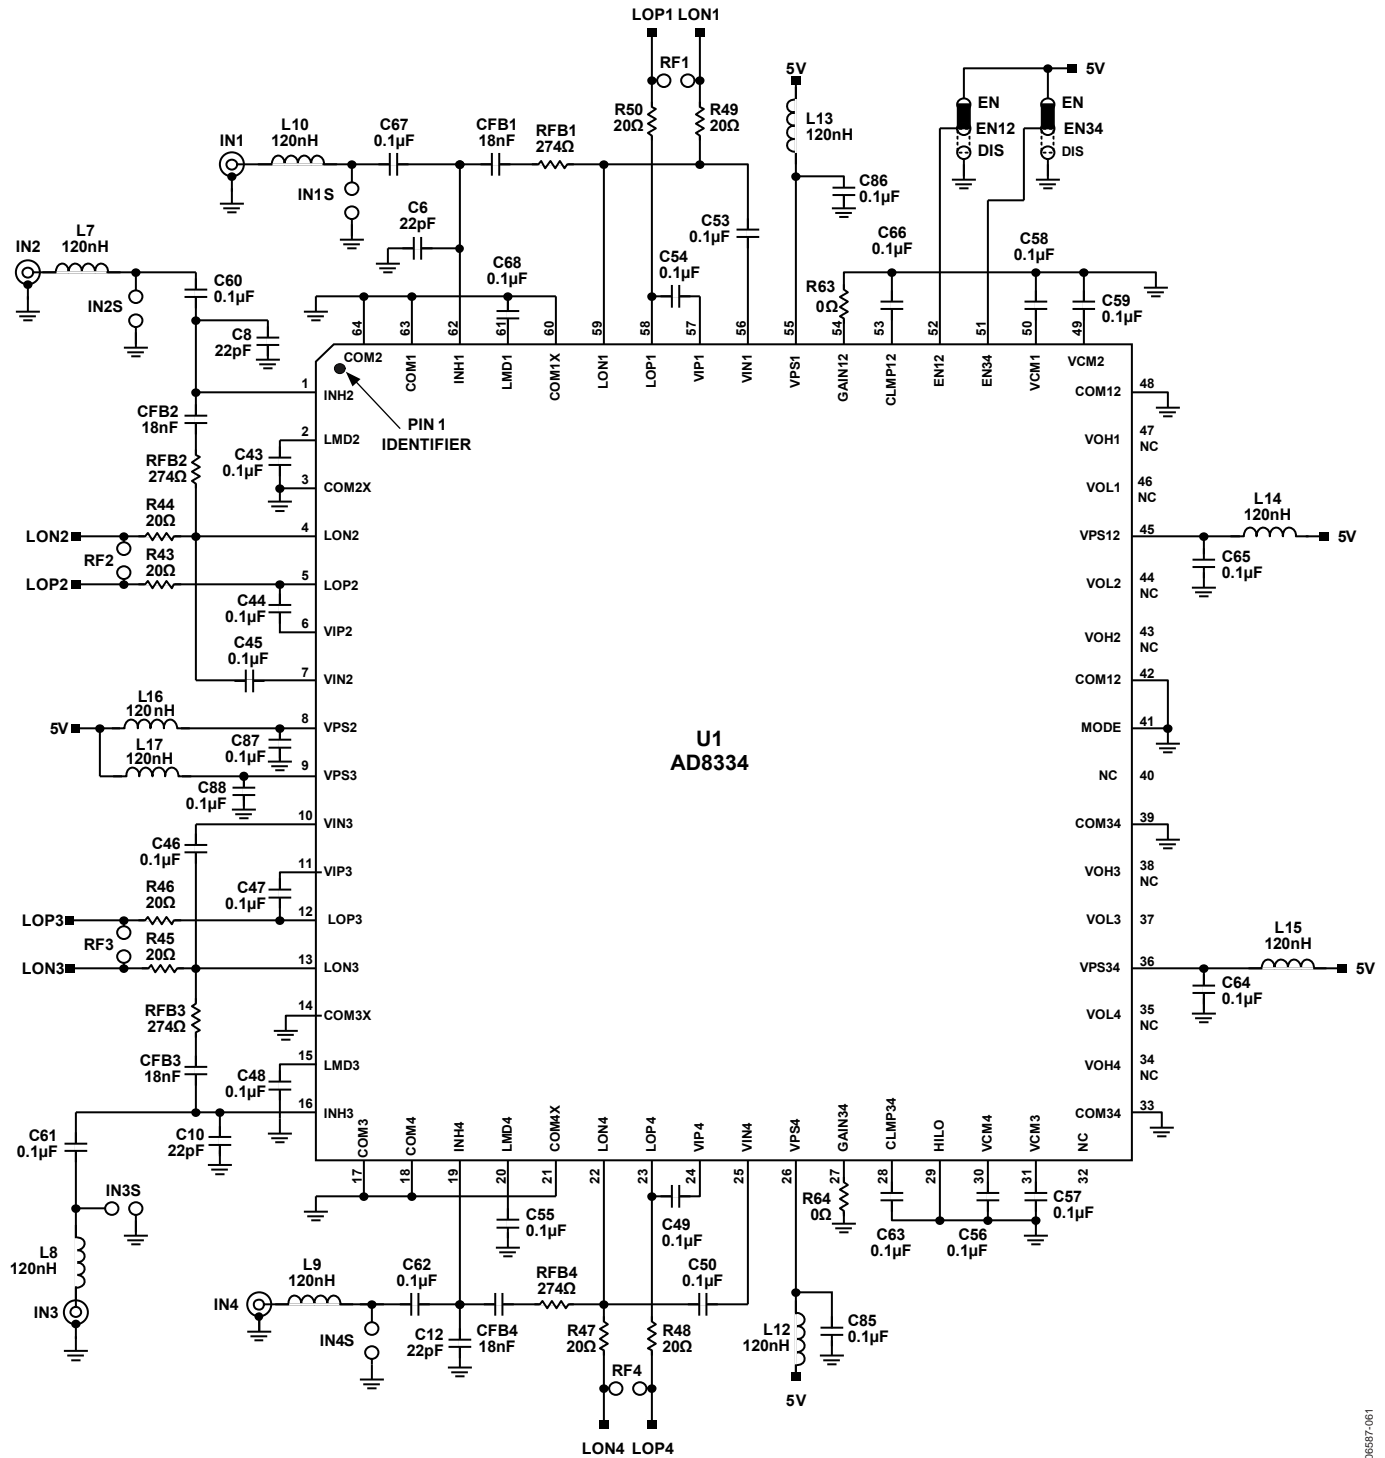 LOP1 LON1
RF1
5V
5V
R50
20Ω
R49
20Ω
L13
120nH
EN
EN12
DIS
EN
EN34
DIS
IN1
L10
120nH
C67
0.1µF
CFB1
18nF
RFB1
274Ω
IN1S
C6
22pF
C86
0.1µF
IN2
L7
120nH
C60
0.1µF
IN2S
C8
22pF
C68
0.1µF
C54
0.1µF
C53
0.1µF
R63
0Ω
C66
0.1µF
C58
0.1µF
C59
0.1µF
64
63
62
61
60
59
58
57
56
55
54
53
52
51
50
49
COM2
COM1
INH1
LMD1
COM1X
LON1
LOP1
VIP1
VIN1
VPS1
GAIN12
CLMP12
EN12
EN34
VCM1
VCM2
PIN 1
IDENTIFIER
1
INH2
CFB2
18nF
2
LMD2
C43
0.1µF
RFB2
274Ω
3
COM2X
R44
20Ω
LON2
4
LON2
RF2
R43
20Ω
LOP2
5
LOP2
C44
0.1µF
6
VIP2
C45
0.1µF
7
VIN2
L16
120nH
5V
8
VPS2
L17
120nH
C87
0.1µF
9
VPS3
C88
0.1µF
10
VIN3
C46
0.1µF
11
VIP3
R46
20Ω
C47
0.1µF
LOP3
12
LOP3
RF3
R45
20Ω
LON3
13
LON3
RFB3
274Ω
14
COM3X
CFB3
18nF
15
LMD3
C48
0.1µF
16
INH3
C61
0.1µF
C10
22pF
IN3S
L8
120nH
IN3
U1
AD8334
COM12
48
VOH1
47
NC
VOL1
46
NC
VPS12
45
L14
120nH
5V
C65
0.1µF
VOL2
44
NC
VOH2
43
NC
COM12
42
MODE
41
NC
40
COM34
39
VOH3
38
NC
VOL3
37
VPS34
36
L15
120nH
5V
C64
0.1µF
VOL4
35
NC
VOH4
34
NC
COM34
33
COM3
COM4
INH4
LMD4
COM4X
LON4
LOP4
VIP4
VIN4
VPS4
GAIN34
CLMP34
HILO
VCM4
VCM3
NC
17
18
19
20
21
22
23
24
25
26
27
28
29
30
31
32
C55
0.1µF
C49
0.1µF
R64
0Ω
C63
0.1µF
C56
0.1µF
C57
0.1µF
IN4
L9
120nH
C62
0.1µF
RFB4
274Ω
C50
0.1µF
IN4S
C12
22pF
CFB4
18nF
R47
20Ω
R48
20Ω
L12
120nH
C85
0.1µF
RF4
5V
LON4 LOP4
06587-061